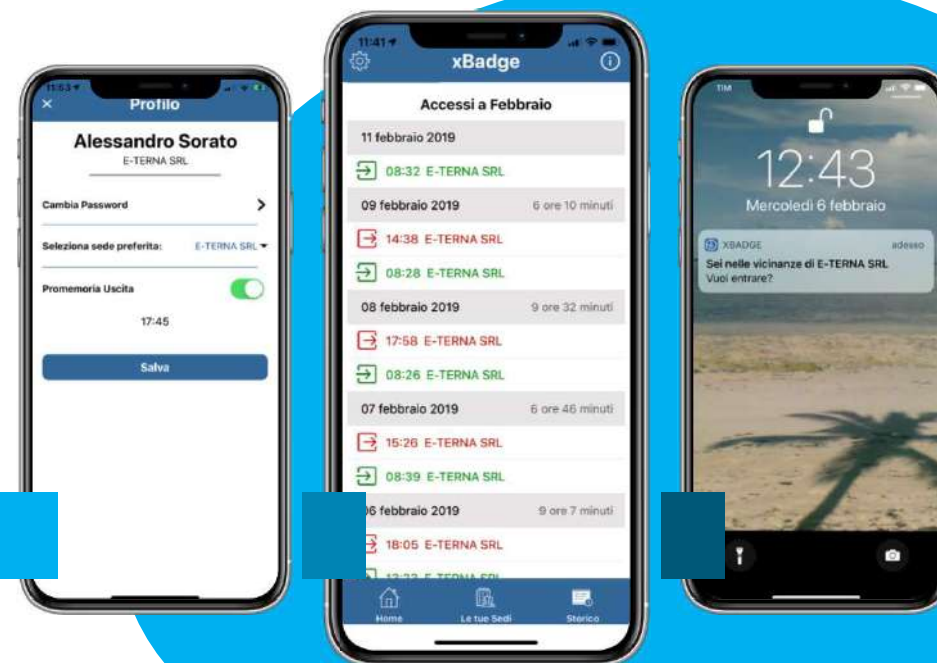 11:53
Profilo
Alessandro Sorato
E-TERNA SRL
Cambia Password
Seleziona sede preferita: E-TERNA SRL
Promemoria Uscita
17:45
Salva
11:41
xBadge
Accessi a Febbraio
11 febbraio 2019
08:32 E-TERNA SRL
09 febbraio 2019 6 ore 10 minuti
14:38 E-TERNA SRL
08:28 E-TERNA SRL
08 febbraio 2019 9 ore 32 minuti
17:58 E-TERNA SRL
08:26 E-TERNA SRL
07 febbraio 2019 6 ore 46 minuti
15:26 E-TERNA SRL
08:39 E-TERNA SRL
06 febbraio 2019 9 ore 7 minuti
18:05 E-TERNA SRL
E-TERNA SRL
Home Le tue Sedi Storico
TIM
12:43
Mercoledì 6 febbraio
XBADGE adesso
Sei nelle vicinanze di E-TERNA SRL
Vuoi entrare?